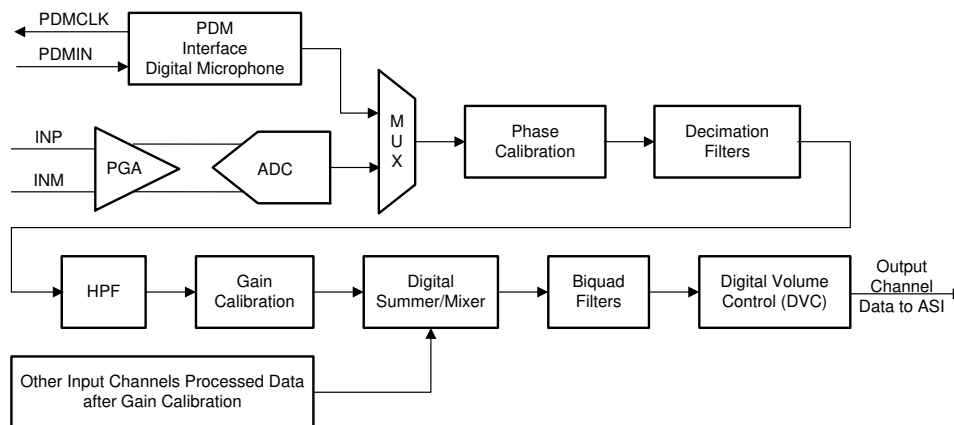 PDMCLK
PDMIN
PDM
Interface
Digital Microphone
INP
INM
PGA
ADC
M
U
X
Phase
Calibration
Decimation
Filters
HPF
Gain
Calibration
Digital
Summer/Mixer
Biquad
Filters
Digital Volume
Control (DVC)
Output
Channel
Data to ASI
Other Input Channels Processed Data
after Gain Calibration